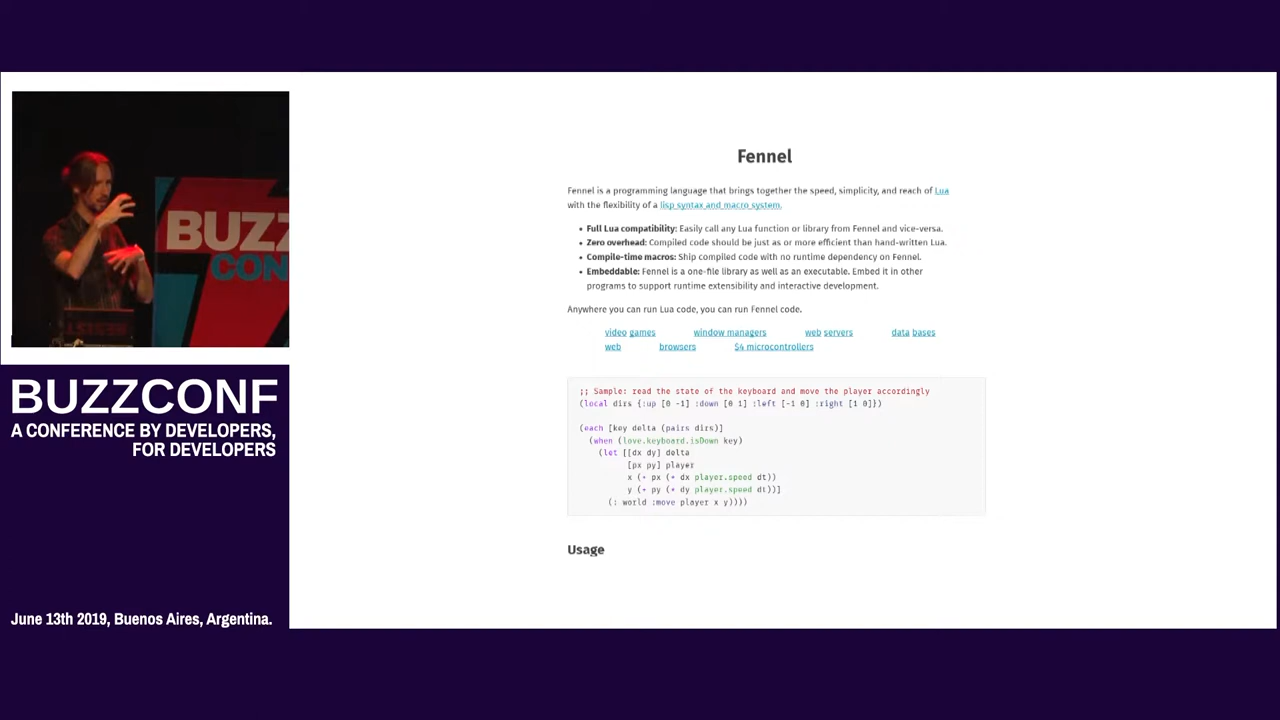 BUZZ
CON
BUZZCONF
A CONFERENCE BY DEVELOPERS,
FOR DEVELOPERS
June 13th 2019, Buenos Aires, Argentina.
Fennel
Fennel is a programming language that brings together the speed, simplicity, and reach of Lua
with the flexibility of a lisp syntax and macro system.
• Full Lua compatibility: Easily call any Lua function or library from Fennel and vice-versa.
• Zero overhead: Compiled code should be just as or more efficient than hand-written Lua.
• Compile-time macros: Ship compiled code with no runtime dependency on Fennel.
• Embeddable: Fennel is a one-file library as well as an executable. Embed it in other
programs to support runtime extensibility and interactive development.
Anywhere you can run Lua code, you can run Fennel code.
video games window managers web servers data bases
web browsers $4 microcontrollers
;; Sample: read the state of the keyboard and move the player accordingly
(local dirs {:up [0 -1] :down [0 1] :left [-1 0] :right [1 0]})
(each [key delta (pairs dirs)]
(when (love.keyboard.isDown key)
(let [[dx dy] delta
[px py] player
x (+ px (* dx player.speed dt))
y (+ py (* dy player.speed dt))]
(: world :move player x y))))
Usage